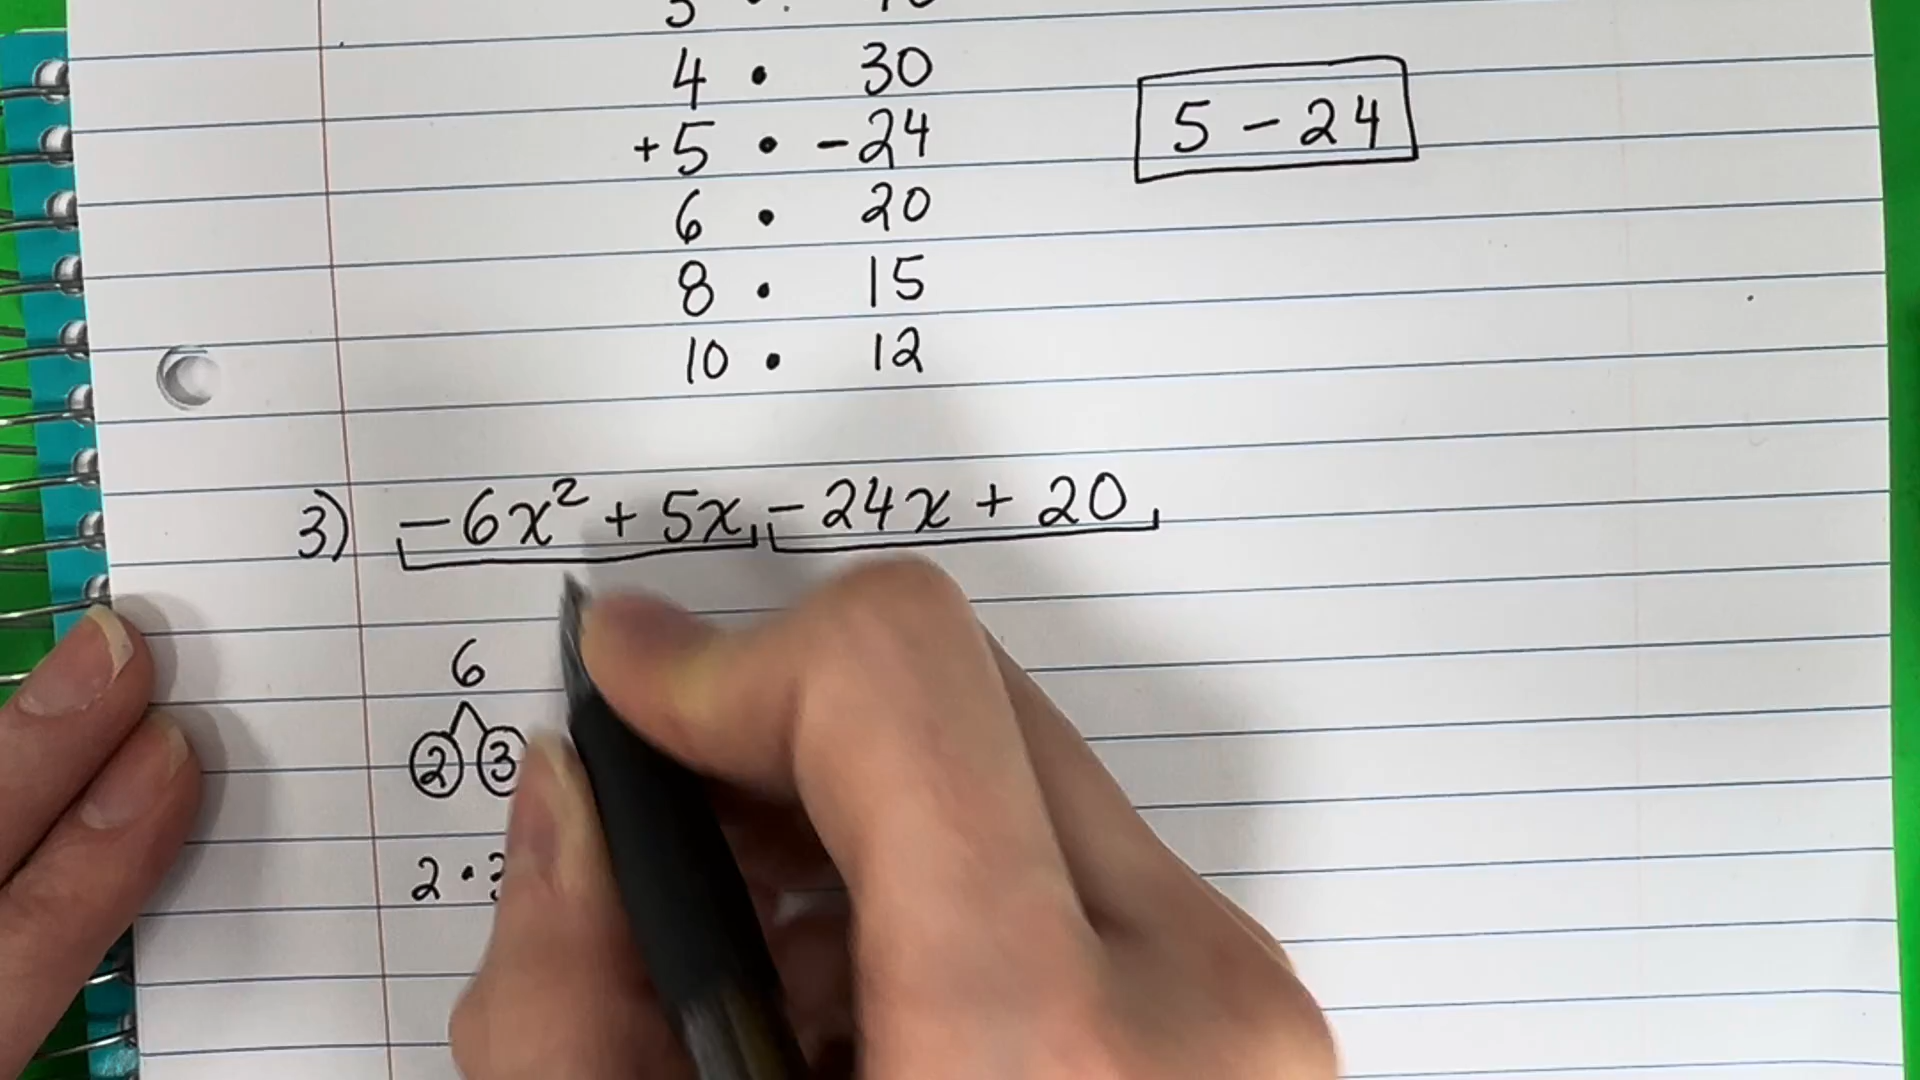 4 • 30
+5 • -24
5 - 24
6 • 20
8 • 15
10 • 12
3) -6x² + 5x - 24x + 20
6
2 3
2 •